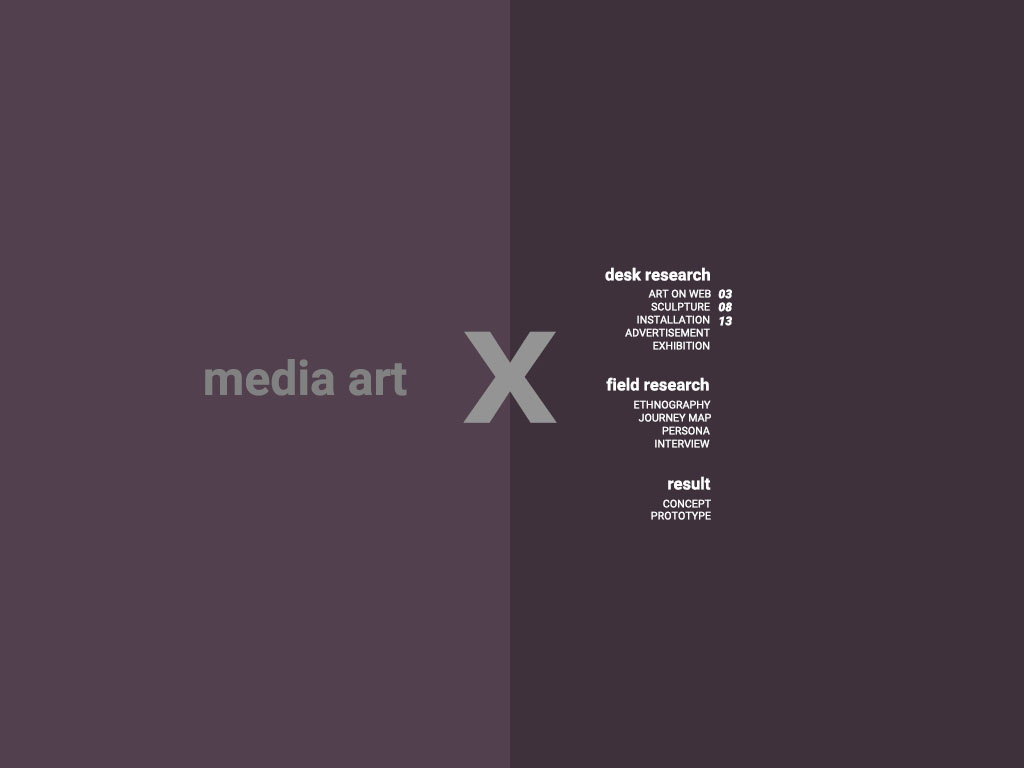 media art
X
desk research
ART ON WEB 03
SCULPTURE 08
INSTALLATION 13
ADVERTISEMENT
EXHIBITION
field research
ETHNOGRAPHY
JOURNEY MAP
PERSONA
INTERVIEW
result
CONCEPT
PROTOTYPE